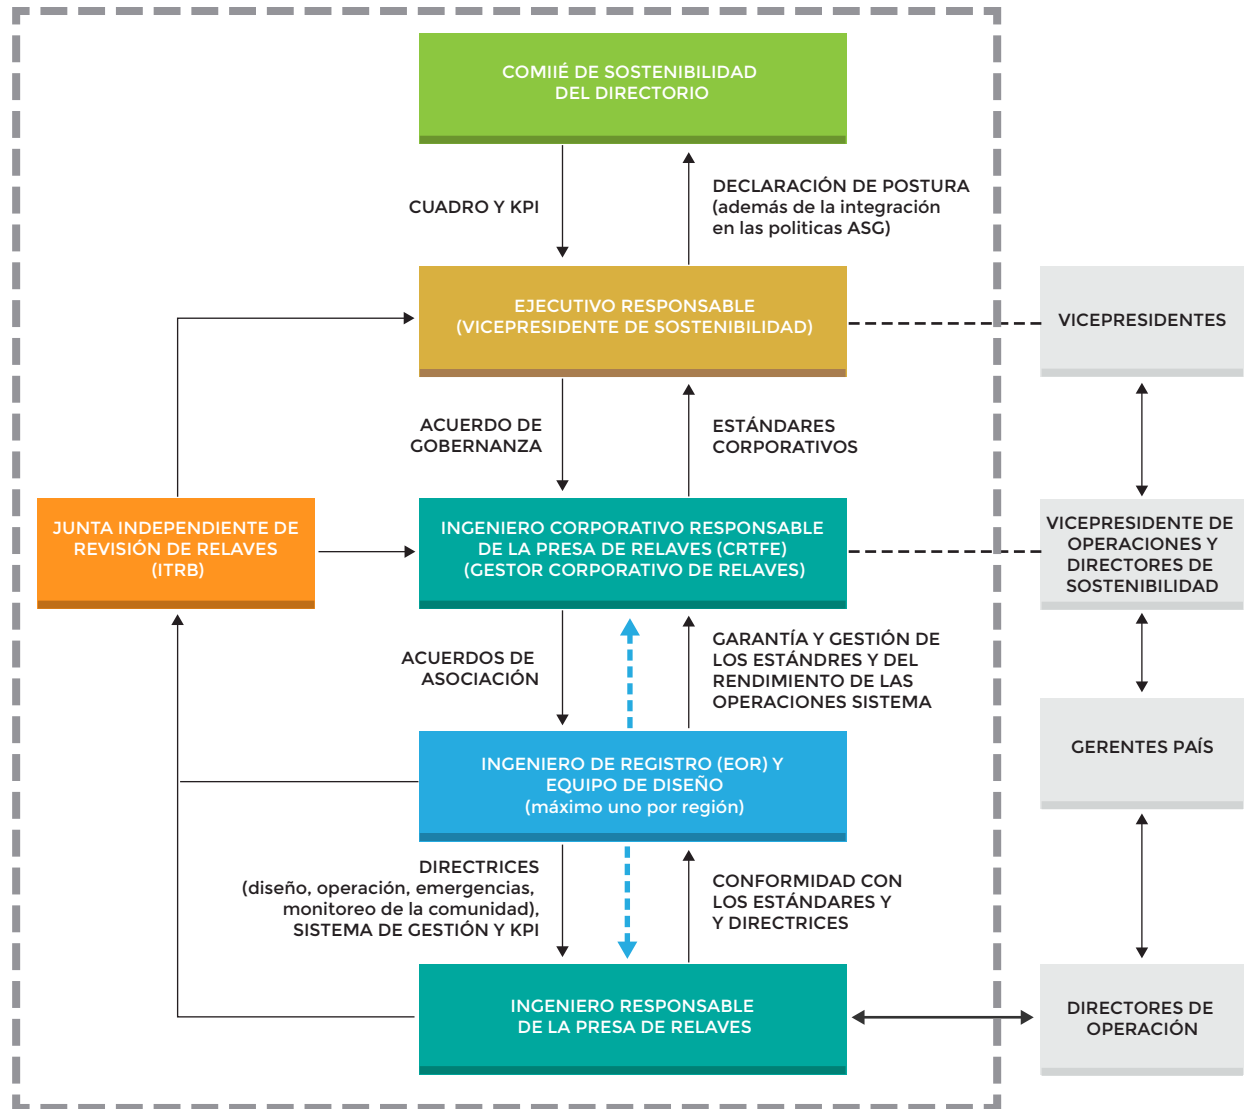 COMIIÉ DE SOSTENIBILIDAD
DEL DIRECTORIO
CUADRO Y KPI
DECLARACIÓN DE POSTURA
(además de la integración
en las politicas ASG)
EJECUTIVO RESPONSABLE
(VICEPRESIDENTE DE SOSTENIBILIDAD)
VICEPRESIDENTES
ACUERDO DE
GOBERNANZA
ESTÁNDARES
CORPORATIVOS
JUNTA INDEPENDIENTE DE
REVISIÓN DE RELAVES
(ITRB)
INGENIERO CORPORATIVO RESPONSABLE
DE LA PRESA DE RELAVES (CRTFE)
(GESTOR CORPORATIVO DE RELAVES)
VICEPRESIDENTE DE
OPERACIONES Y
DIRECTORES DE
SOSTENIBILIDAD
ACUERDOS DE
ASOCIACIÓN
GARANTÍA Y GESTIÓN DE
LOS ESTÁNDRES Y DEL
RENDIMIENTO DE LAS
OPERACIONES SISTEMA
INGENIERO DE REGISTRO (EOR) Y
EQUIPO DE DISEÑO
(máximo uno por región)
GERENTES PAÍS
DIRECTRICES
(diseño, operación, emergencias,
monitoreo de la comunidad),
SISTEMA DE GESTIÓN Y KPI
CONFORMIDAD CON
LOS ESTÁNDARES Y
Y DIRECTRICES
INGENIERO RESPONSABLE
DE LA PRESA DE RELAVES
DIRECTORES DE
OPERACIÓN